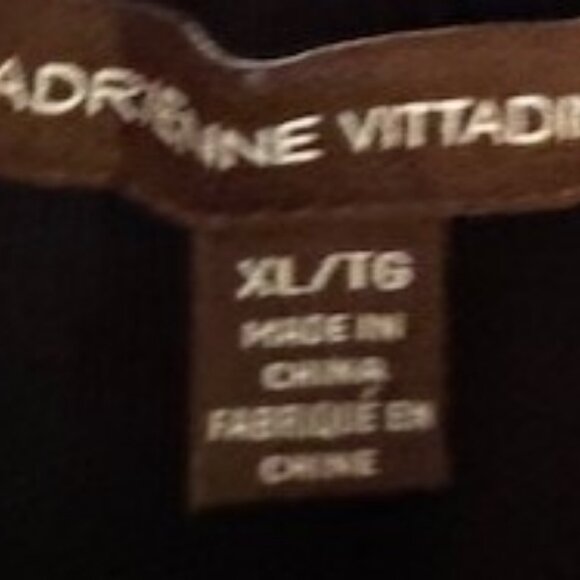 ADRIENNE VITTADI
XL/TG
MADE IN
CHINA
FABRIQUÉ EN
CHINE